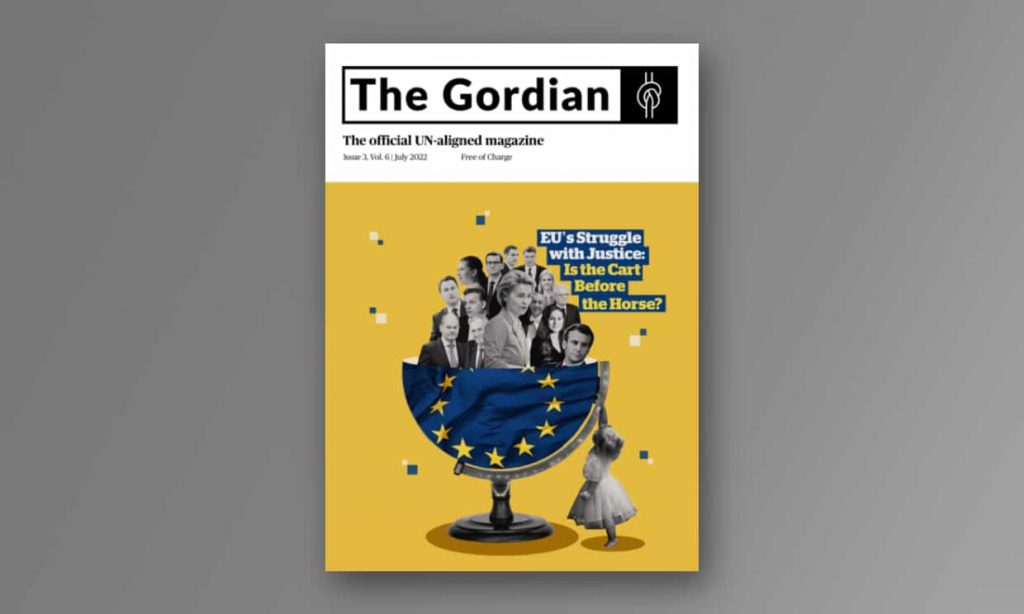 The Gordian
The official UN-aligned magazine
Issue 3, Vol. 6 | July 2022 Free of Charge
EU's Struggle
with Justice:
Is the Cart
Before
the Horse?